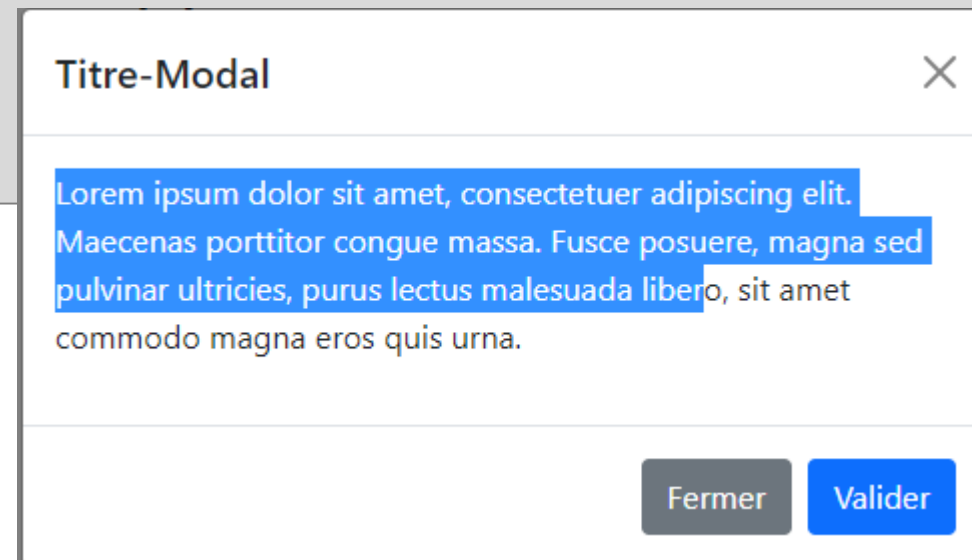 Titre-Modal
Lorem ipsum dolor sit amet, consectetuer adipiscing elit.
Maecenas porttitor congue massa. Fusce posuere, magna sed
pulvinar ultricies, purus lectus malesuada libero, sit amet
commodo magna eros quis urna.
Fermer Valider